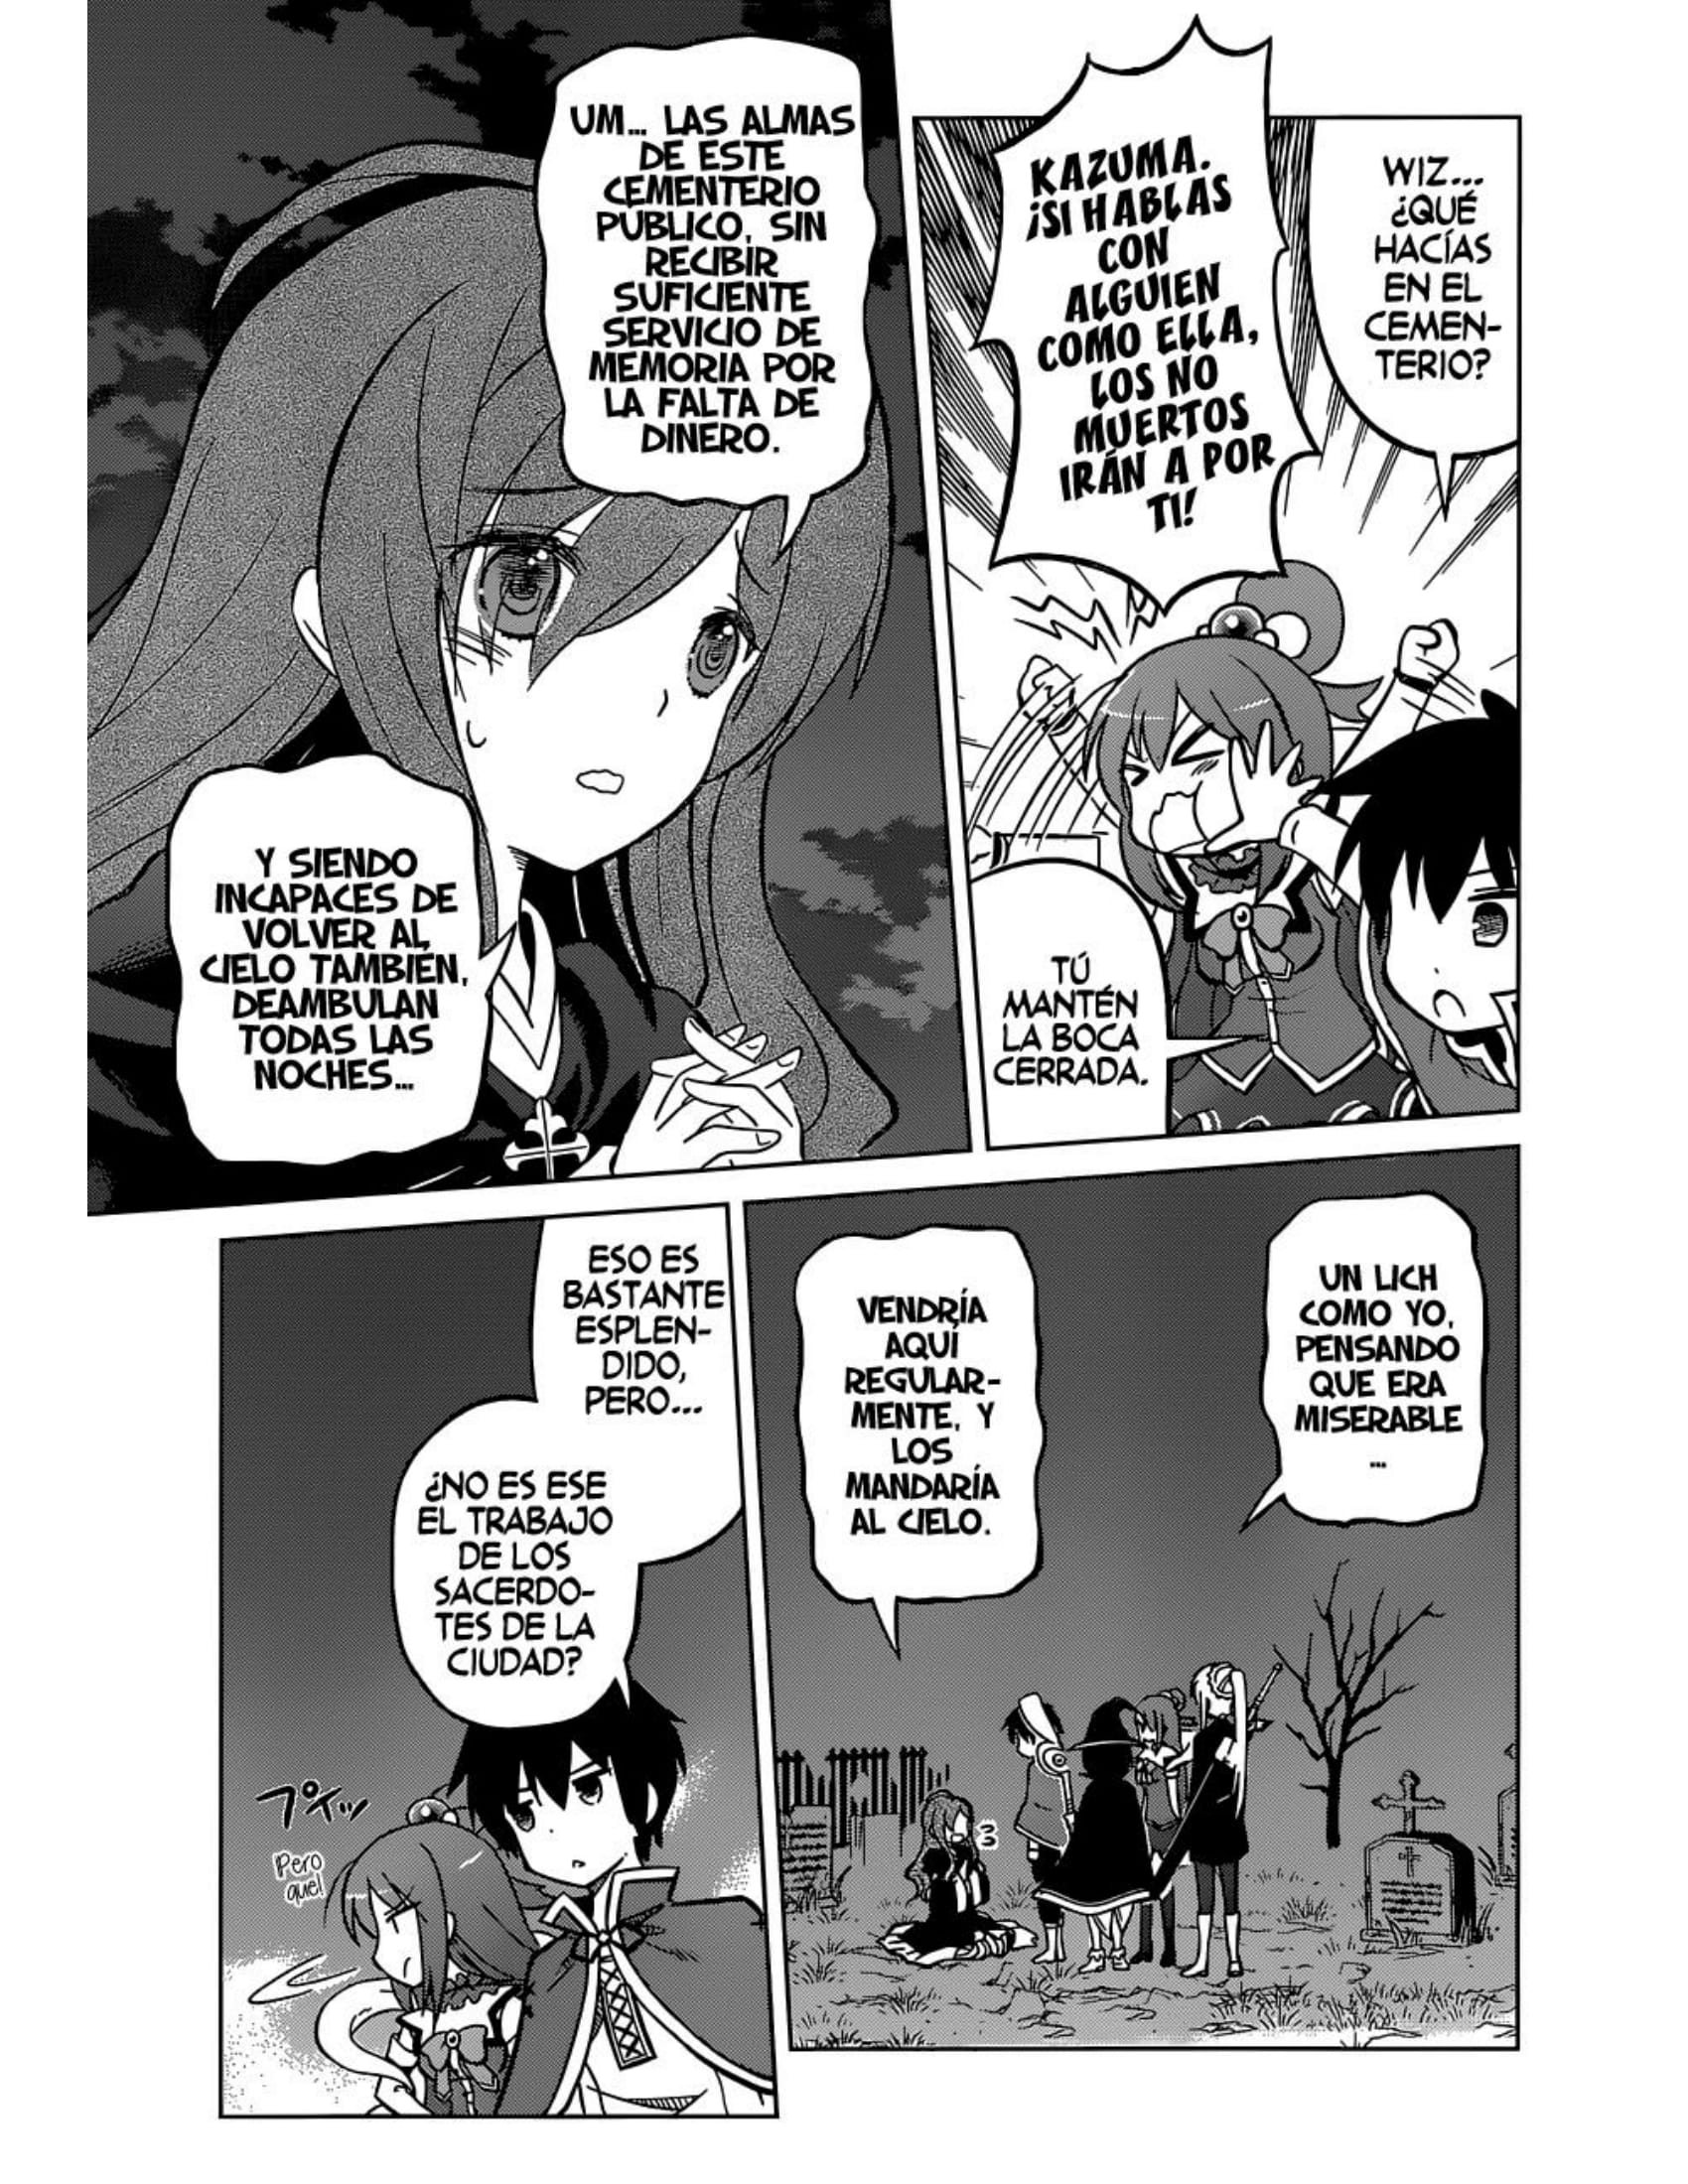 WIZ...
¿QUÉ
HACÍAS
EN EL
CEMEN-
TERIO?
KAZUMA.
¡SI HABLAS
CON
ALGUIEN
COMO ELLA,
LOS NO
MUERTOS
IRÁN A POR
TI!
TÚ
MANTÉN
LA BOCA
CERRADA.
UM... LAS ALMAS
DE ESTE
CEMENTERIO
PÚBLICO, SIN
RECIBIR
SUFICIENTE
SERVICIO DE
MEMORIA POR
LA FALTA DE
DINERO.
Y SIENDO
INCAPACES DE
VOLVER AL
CIELO TAMBIÉN,
DEAMBULAN
TODAS LAS
NOCHES...
UN LICH
COMO YO,
PENSANDO
QUE ERA
MISERABLE
...
VENDRÍA
AQUÍ
REGULAR-
MENTE, Y
LOS
MANDARÍA
AL CIELO.
ESO ES
BASTANTE
ESPLEN-
DIDO,
PERO...
¿NO ES ESE
EL TRABAJO
DE LOS
SACERDO-
TES DE LA
CIUDAD?
プイッ
¡Pero
que!